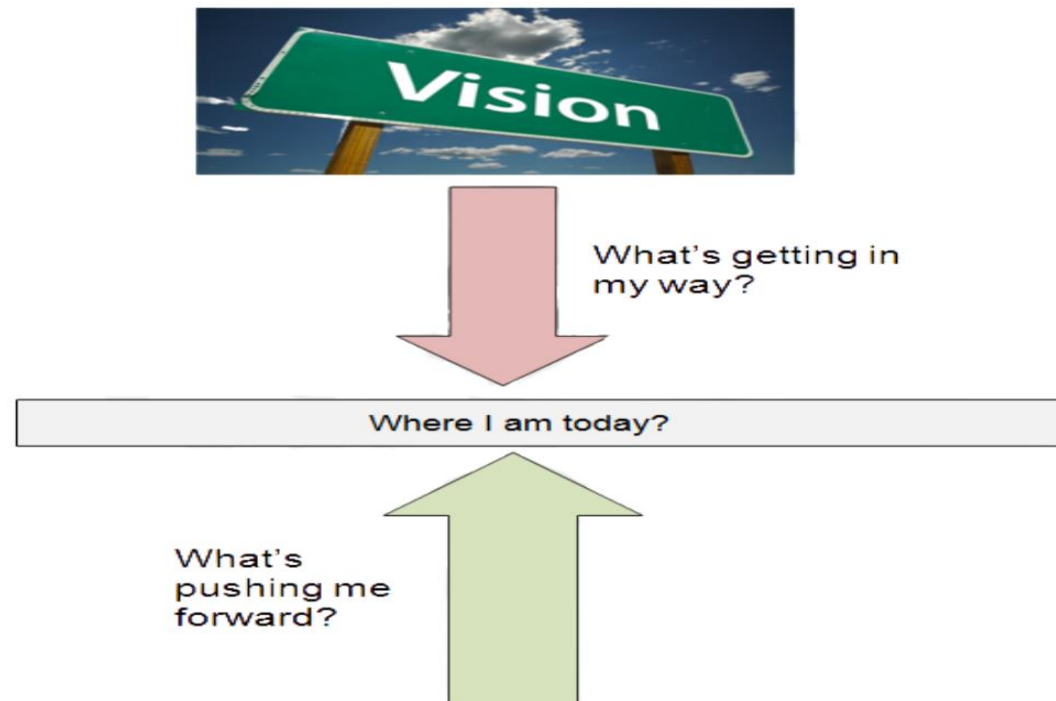 Vision
What's getting in
my way?
Where I am today?
What's
pushing me
forward?